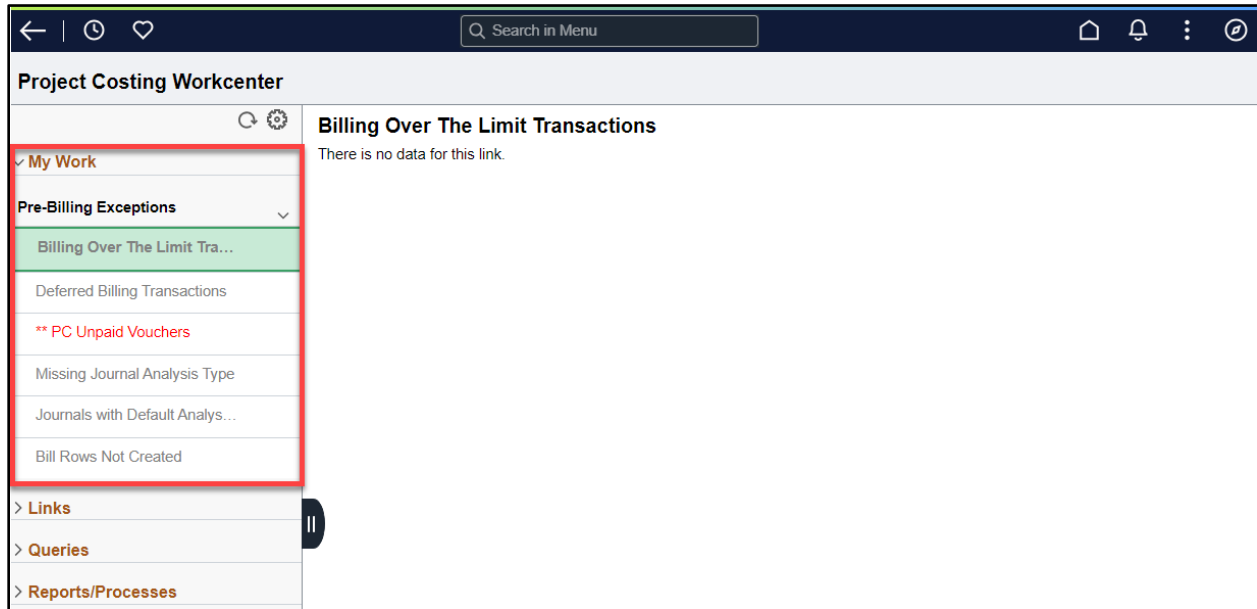 Search in Menu
Project Costing Workcenter
My Work
Pre-Billing Exceptions
Billing Over The Limit Tra...
Deferred Billing Transactions
** PC Unpaid Vouchers
Missing Journal Analysis Type
Journals with Default Analys...
Bill Rows Not Created
Links
Queries
Reports/Processes
Billing Over The Limit Transactions
There is no data for this link.